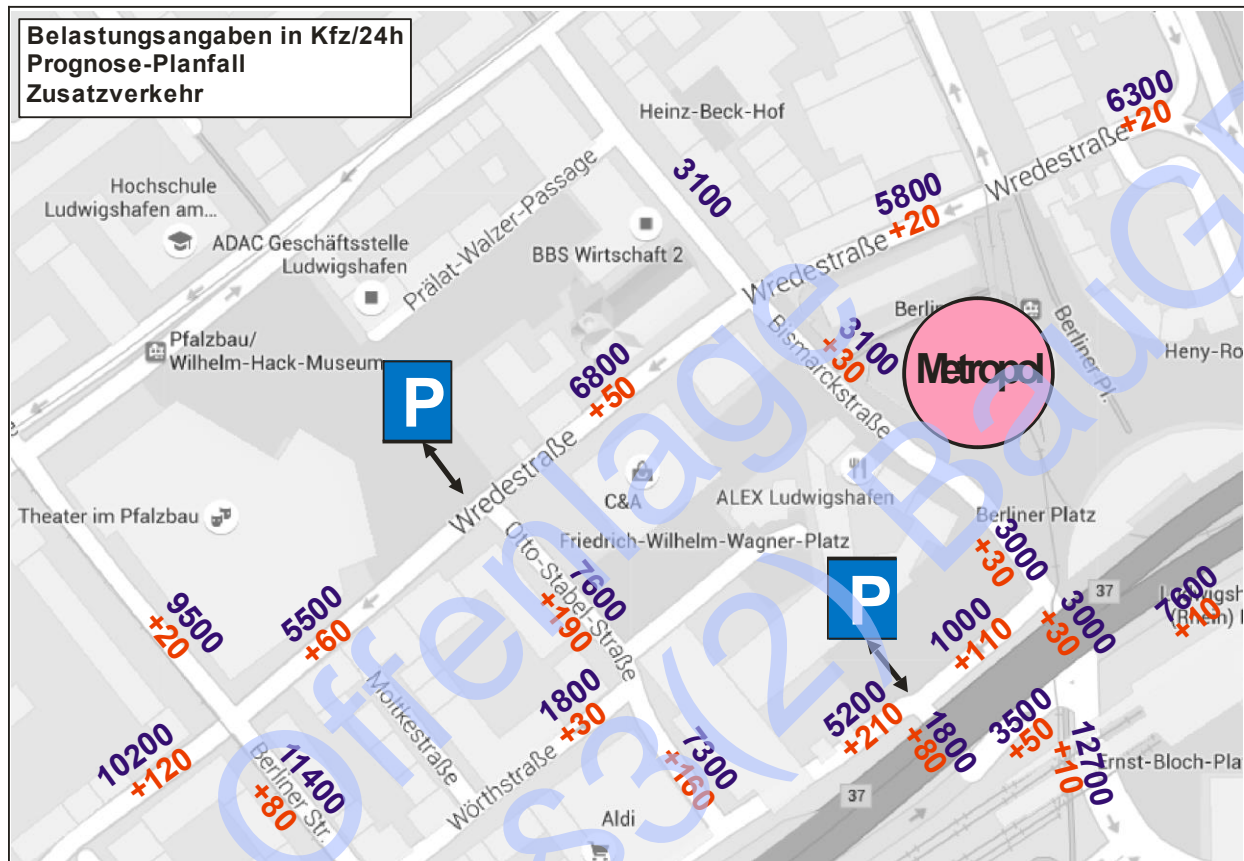 Belastungsangaben in Kfz/24h
Prognose-Planfall
Zusatzverkehr
6300
+20
Heinz-Beck-Hof
Wredestraße
Hochschule
Ludwigshafen am...
3100
5800
+20
Prälat-Walzer-Passage
ADAC Geschäftsstelle
Ludwigshafen
BBS Wirtschaft 2
Wredestraße
Pfalzbau/
Wilhelm-Hack-Museum
Bismarckstraße
3100
+30
Metropol
Berliner Pl.
Heny-Ro
6800
+50
P
Wredestraße
C&A
ALEX Ludwigshafen
Theater im Pfalzbau
Otto-Stabel-Straße
Friedrich-Wilhelm-Wagner-Platz
Berliner Platz
3000
+30
P
37
7600
+10
9500
+20
5500
+60
7600
+190
1000
+110
3000
+30
Moltkestraße
1800
+30
5200
+210
1800
+80
3500
+50
12700
+10
Ernst-Bloch-Pla
10200
+120
Berliner Str.
11400
+80
Wörthstraße
7300
+160
37
Aldi
Offenlage
§3(2) BauG